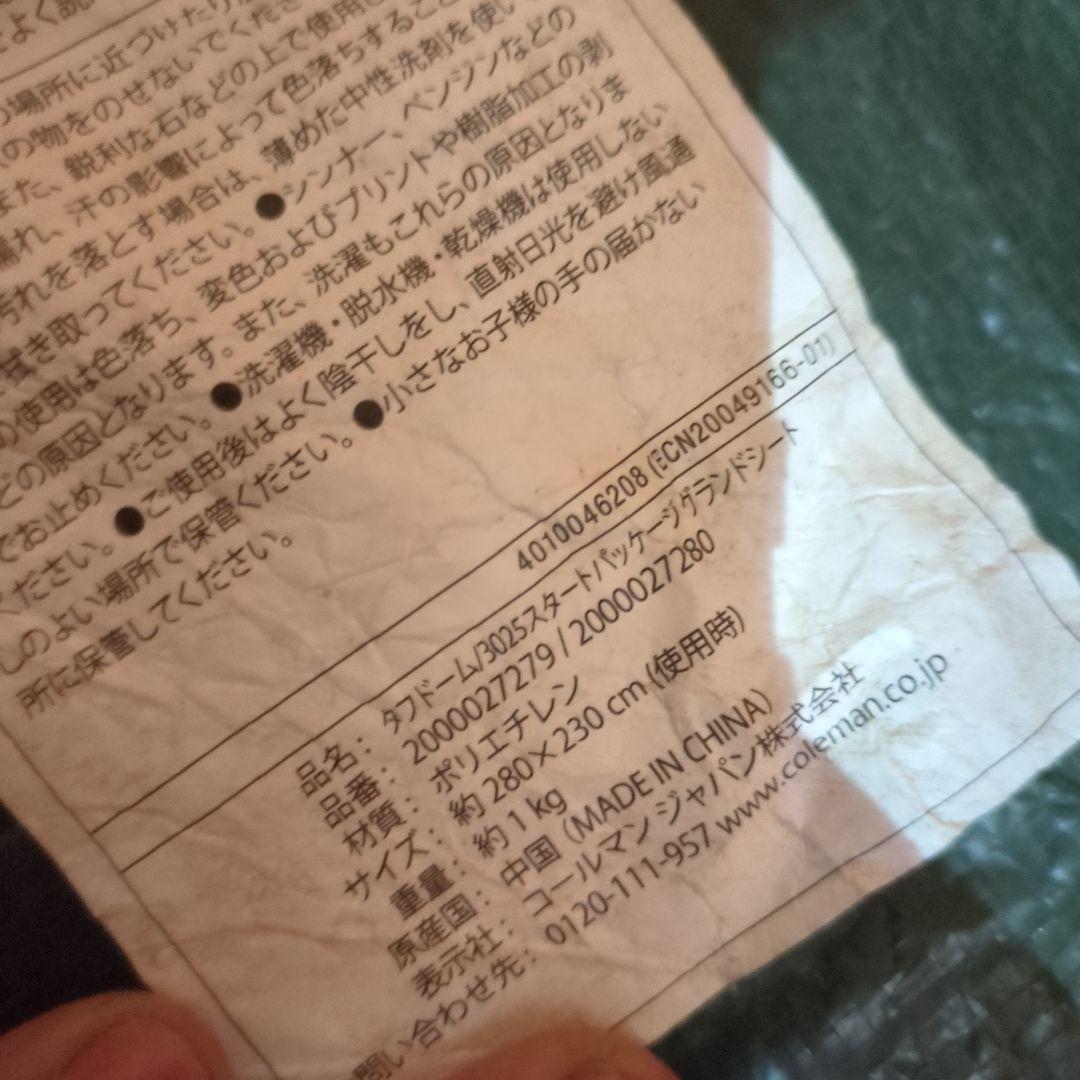 の場所に近づけたり
の物をのせないでくださ
また、鋭利な石などの上で使用
濡れ、汗の影響によって色落ちすること
汚れを落とす場合は、薄めた中性洗剤を使い
拭き取ってください。●シンナー、ベンジンなどの
の使用は色落ち、変色およびプリントや樹脂加工の剥
どの原因となります。また、洗濯もこれらの原因となりま
でお止めください。●洗濯機・脱水機・乾燥機は使用しない
ください。●ご使用後はよく陰干しをし、直射日光を避け風通
しのよい場所で保管ください。●小さなお子様の手の届かない
所に保管してください。
4010046208 (ECN20049166-01)
品名： タフドーム/3025スタートパッケージグランドシート
品番： 2000027279 / 2000027280
材質： ポリエチレン
サイズ： 約 280×230 cm (使用時)
重量： 約 1 kg
原産国： 中国（MADE IN CHINA）
表示社： コールマン ジャパン株式会社
問い合わせ先： 0120-111-957 www.coleman.co.jp